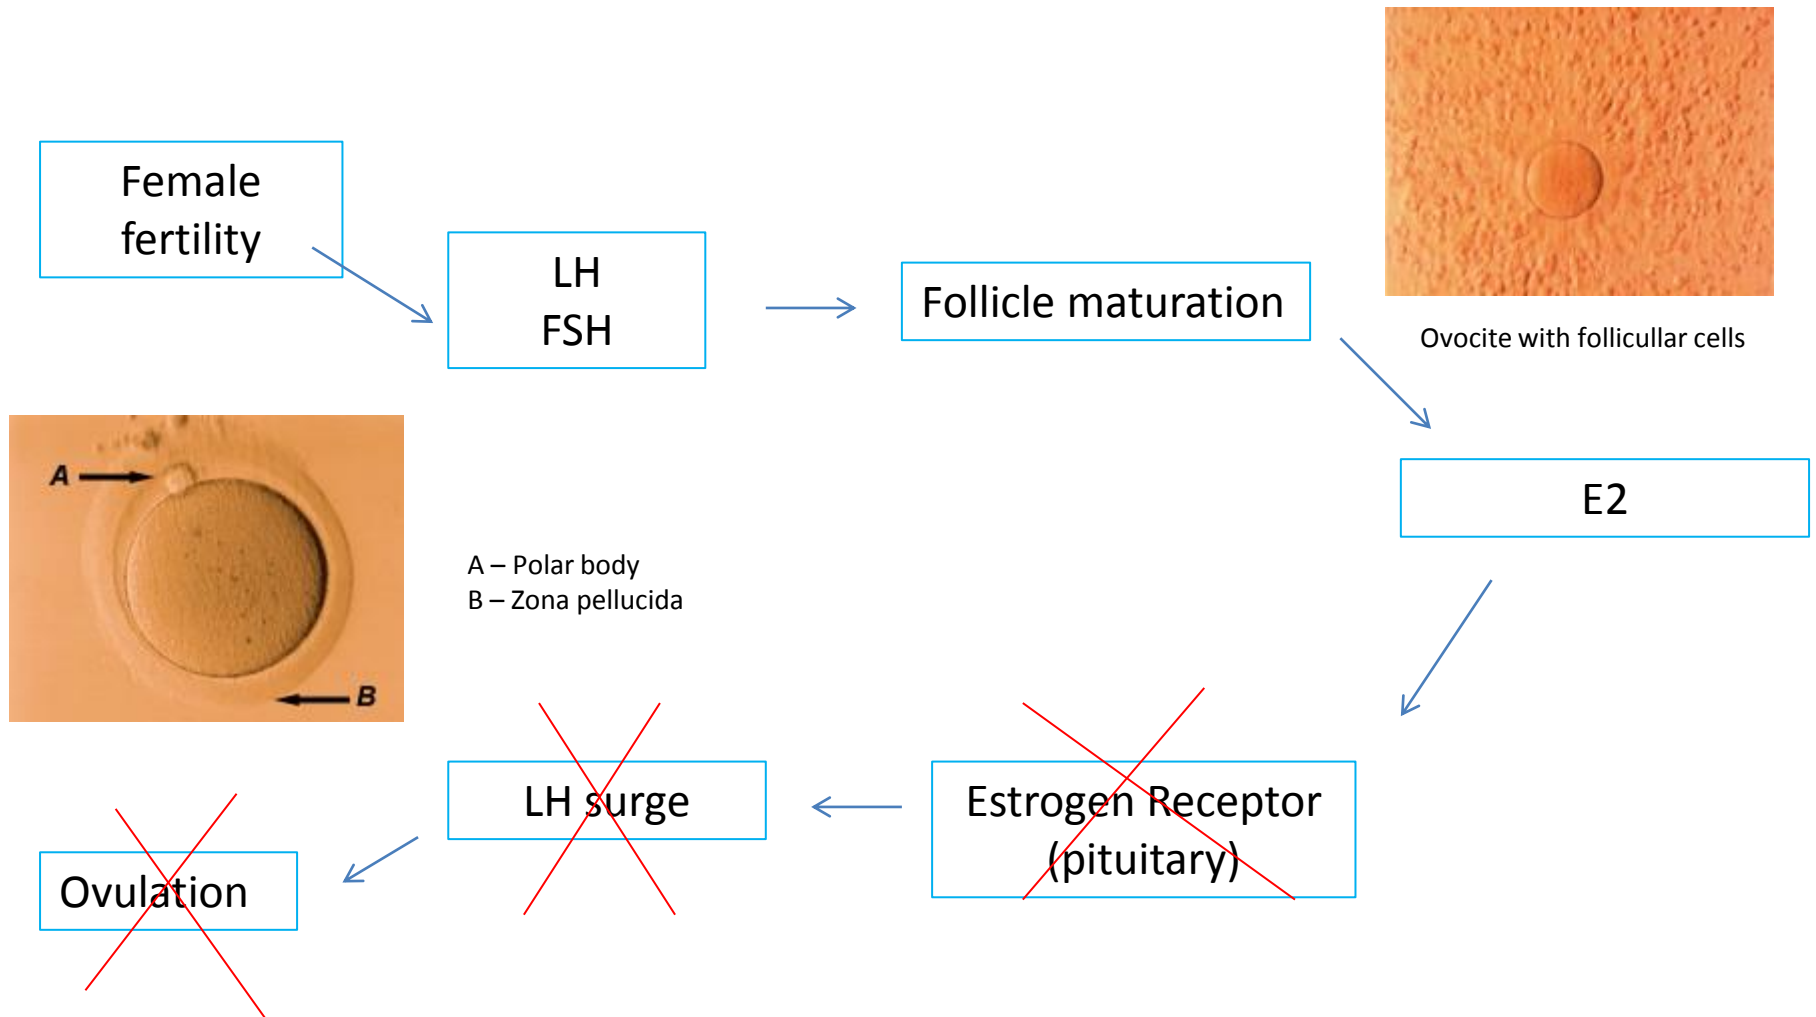 Female
fertility
LH
FSH
Follicle maturation
Ovocite with follicullar cells
E2
A
B
A – Polar body
B – Zona pellucida
Estrogen Receptor
(pituitary)
LH surge
Ovulation